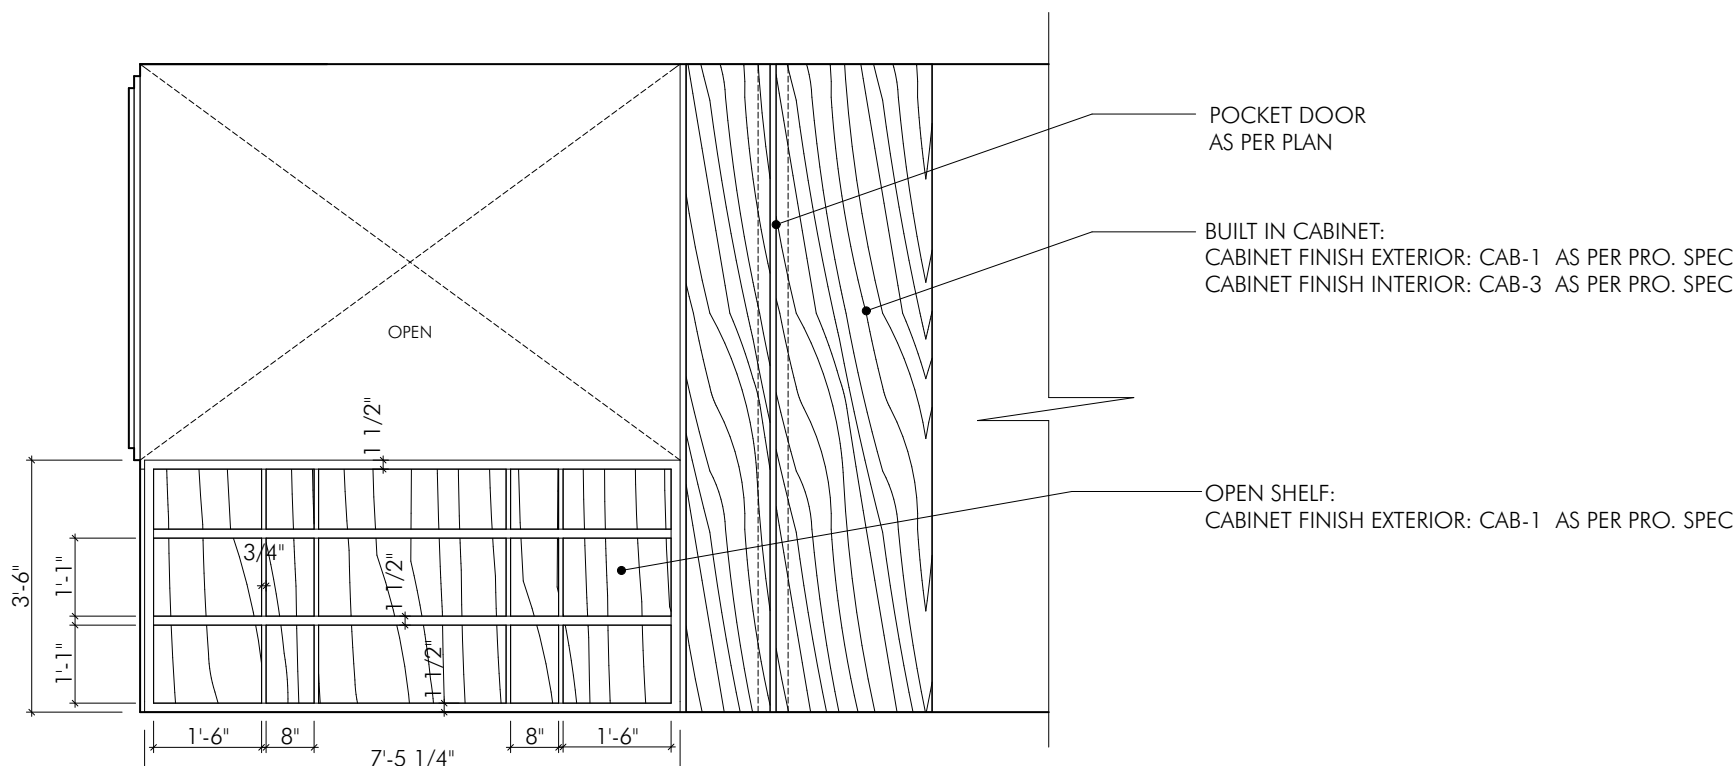 POCKET DOOR
AS PER PLAN
BUILT IN CABINET:
CABINET FINISH EXTERIOR: CAB-1 AS PER PRO. SPEC
CABINET FINISH INTERIOR: CAB-3 AS PER PRO. SPEC
OPEN
1 1/2"
OPEN SHELF:
CABINET FINISH EXTERIOR: CAB-1 AS PER PRO. SPEC
3'-6"
1'-1"
3/4"
1 1/2"
1'-1"
1 1/2"
1'-6"
8"
8"
1'-6"
7'-5 1/4"